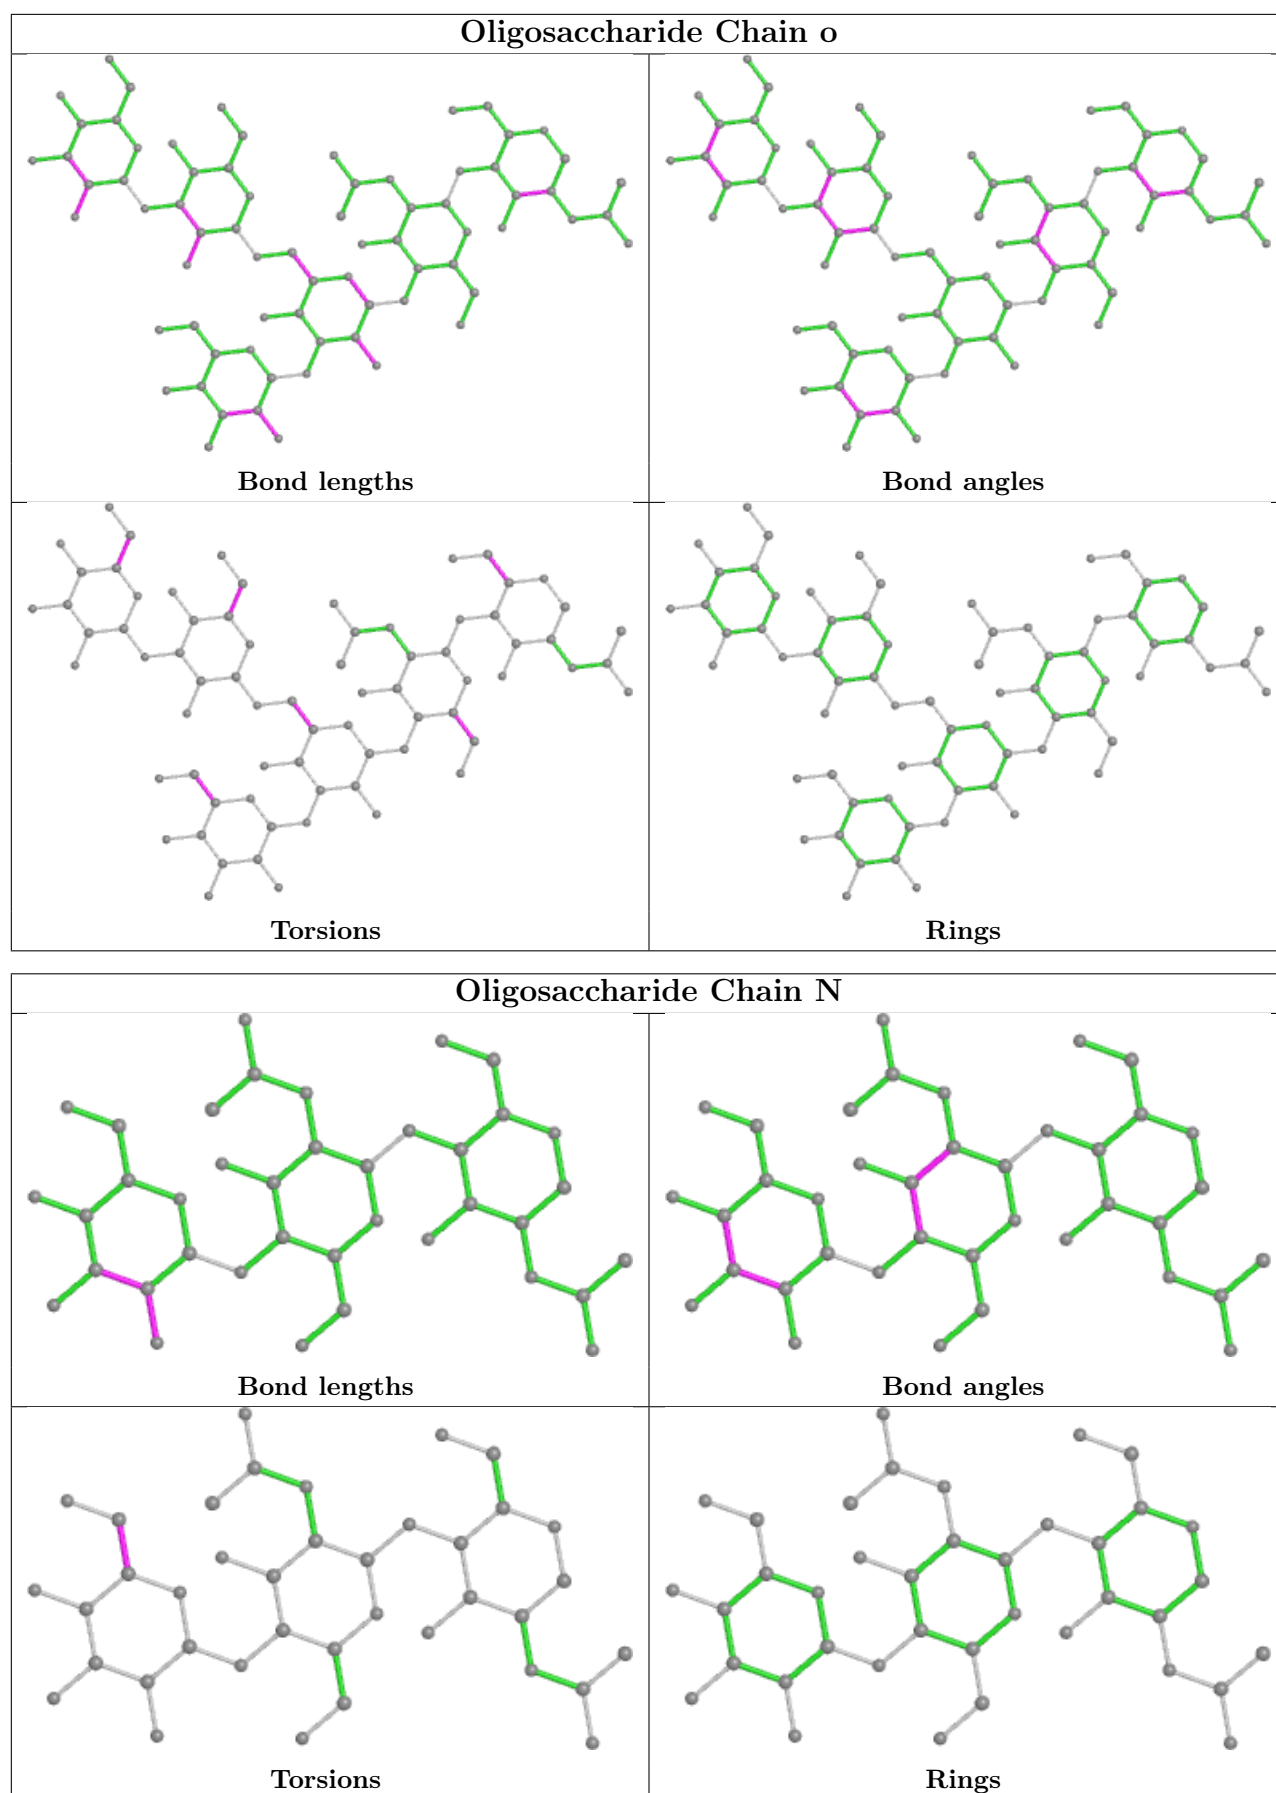 Oligosaccharide Chain o
Bond lengths
Bond angles
Torsions
Rings
Oligosaccharide Chain N
Bond lengths
Bond angles
Torsions
Rings